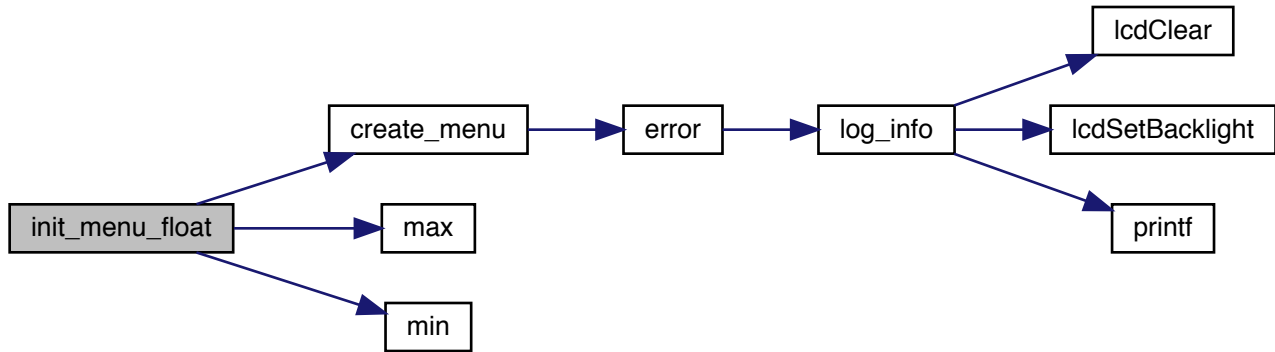 lcdClear
create_menu
error
log_info
lcdSetBacklight
init_menu_float
max
printf
min